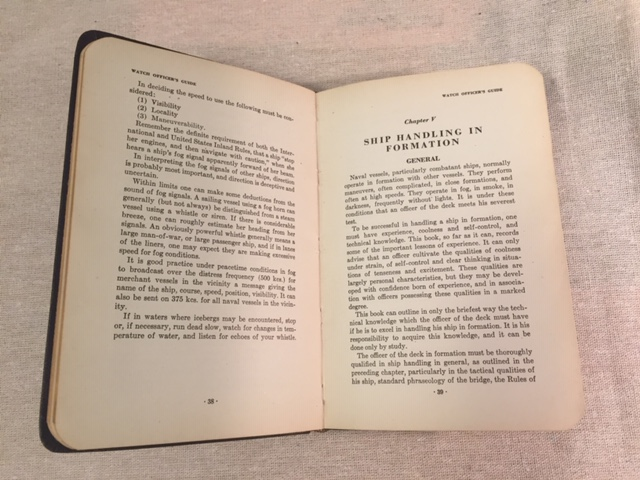 WATCH OFFICER'S GUIDE
In deciding the speed to use the following must be con-
sidered:
(1) Visibility
(2) Locality
(3) Maneuverability.
Remember the definite requirement of both the Inter-
national and United States Inland Rules, that a ship "stop
her engines, and then navigate with caution," when she
hears a ship's fog signal apparently forward of her beam.
In interpreting the fog signals of other ships, direction
is probably most important, and direction is deceptive and
uncertain.
Within limits one can make some deductions from the
sound of fog signals. A sailing vessel using a fog horn can
generally (but not always) be distinguished from a steam
vessel using a whistle or siren. If there is considerable
breeze, one can roughly estimate her heading from her
signals. An obviously powerful whistle generally means a
large man-of-war, or large passenger ship, and if in lanes
of the liners, one may expect they are making excessive
speed for fog conditions.
It is good practice under peacetime conditions in fog
to broadcast over the distress frequency (500 kcs.) for
merchant vessels in the vicinity a message giving the
name of the ship, course, speed, position, visibility. It can
also be sent on 375 kcs. for all naval vessels in the vicin-
ity.
If in waters where icebergs may be encountered, stop
or, if necessary, run dead slow, watch for changes in tem-
perature of water, and listen for echoes of your whistle.
· 38 ·
WATCH OFFICER'S GUIDE
Chapter V
SHIP HANDLING IN
FORMATION
GENERAL
Naval vessels, particularly combatant ships, normally
operate in formation with other vessels. They perform
maneuvers, often complicated, in close formations, and
often at high speeds. They operate in fog, in smoke, in
darkness, frequently without lights. It is under these
conditions that an officer of the deck meets his severest
test.
To be successful in handling a ship in formation, one
must have experience, coolness and self-control, and
technical knowledge. This book, so far as it can, records
some of the important lessons of experience. It can only
advise that an officer cultivate the qualities of coolness
under strain, of self-control and clear thinking in situa-
tions of tenseness and excitement. These qualities are
largely personal characteristics, but they may be devel-
oped with confidence born of experience, and in associa-
tion with officers possessing these qualities in a marked
degree.
This book can outline in only the briefest way the tech-
nical knowledge which the officer of the deck must have
if he is to excel in handling his ship in formation. It is his
responsibility to acquire this knowledge, and it can be
done only by study.
The officer of the deck in formation must be thoroughly
qualified in ship handling in general, as outlined in the
preceding chapter, particularly in the tactical qualities of
his ship, standard phraseology of the bridge, the Rules of
· 39 ·